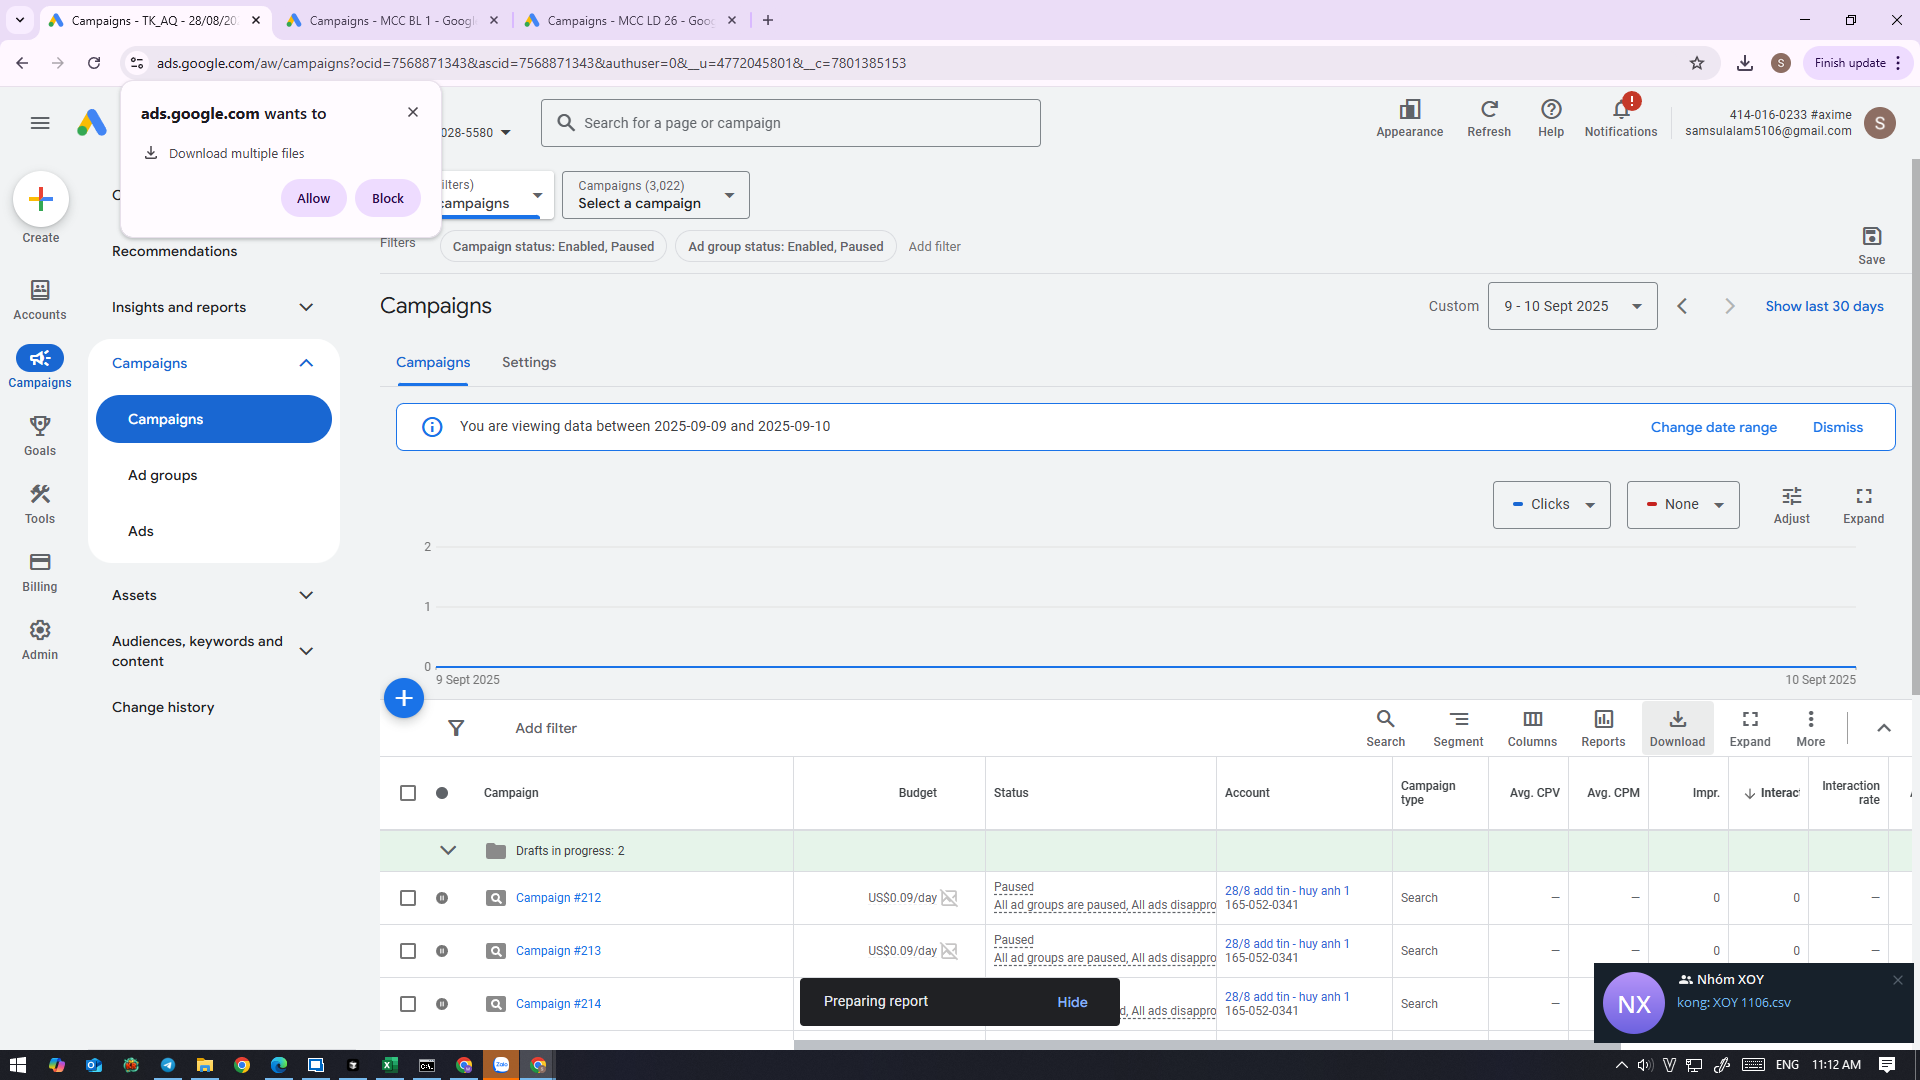 Campaigns - TK_AQ - 28/08/20
Campaigns - MCC BL 1 - Google
Campaigns - MCC LD 26 - Goo
ads.google.com/aw/campaigns?ocid=7568871343&ascid=7568871343&authuser=0&__u=4772045801&__c=7801385153
S
Finish update
ads.google.com wants to
Download multiple files
Allow
Block
028-5580
Search for a page or campaign
Appearance
Refresh
Help
!
Notifications
414-016-0233 #axime
samsulalam5106@gmail.com
S
Create
Accounts
Campaigns
Goals
Tools
Billing
Admin
Recommendations
Insights and reports
Campaigns
Campaigns
Ad groups
Ads
Assets
Audiences, keywords and
content
Change history
campaigns
Campaigns (3,022)
Select a campaign
Filters
Campaign status: Enabled, Paused
Ad group status: Enabled, Paused
Add filter
Save
Campaigns
Custom
9 - 10 Sept 2025
Show last 30 days
Campaigns
Settings
You are viewing data between 2025-09-09 and 2025-09-10
Change date range
Dismiss
Clicks
None
Adjust
Expand
2
1
0
9 Sept 2025
10 Sept 2025
Add filter
Search
Segment
Columns
Reports
Download
Expand
More
Campaign
Budget
Status
Account
Campaign
type
Avg. CPV
Avg. CPM
Impr.
Interac
Interaction
rate
Drafts in progress: 2
Campaign #212
US$0.09/day
Paused
All ad groups are paused, All ads disappro
28/8 add tin - huy anh 1
165-052-0341
Search
—
—
0
0
—
Campaign #213
US$0.09/day
Paused
All ad groups are paused, All ads disappro
28/8 add tin - huy anh 1
165-052-0341
Search
—
—
0
0
—
Campaign #214
Preparing report
Hide
cg. All ads disappro
28/8 add tin - huy anh 1
165-052-0341
Search
—
NX
Nhóm XOY
kong: XOY 1106.csv
Zalo
ENG
11:12 AM